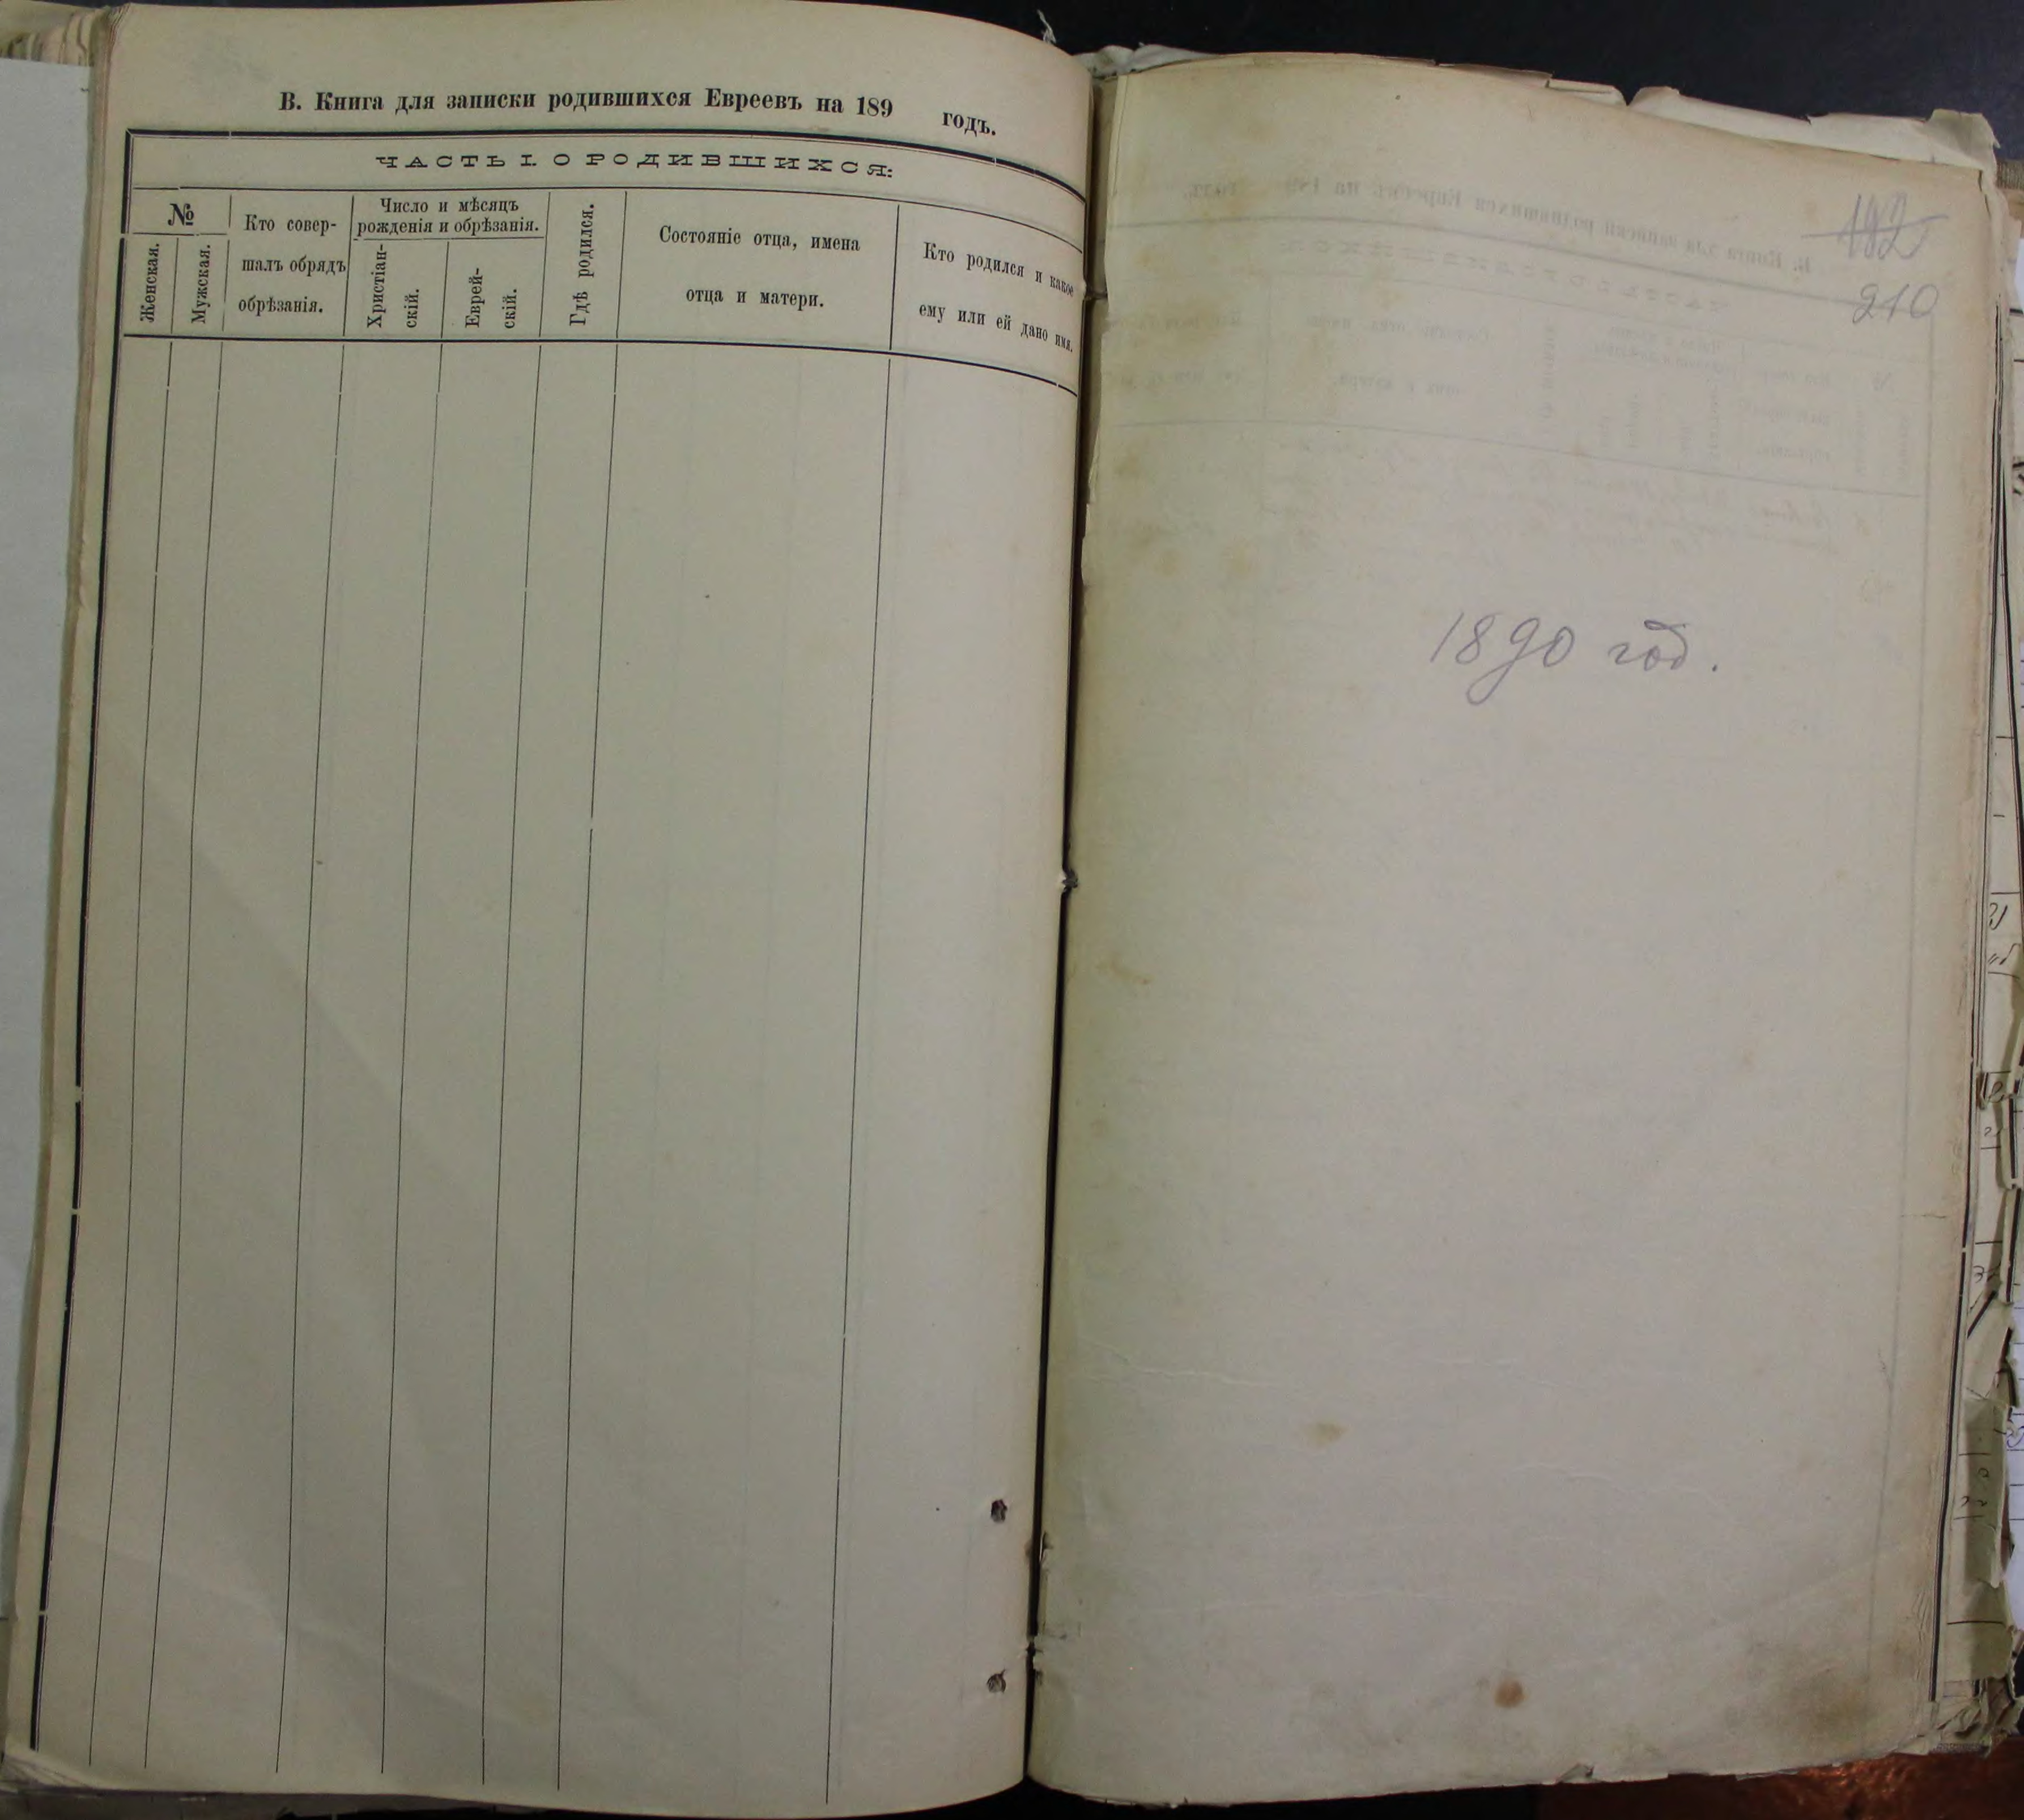 В. Книга для записки родившихся Евреевъ на 189 годъ.
ЧАСТЬ I. О РОДИВШИХСЯ:
№
Женская.
Мужская.
Кто совер-
шалъ обрядъ
обрѣзанія.
Число и мѣсяцъ
рожденія и обрѣзанія.
Христіан-
скій.
Еврей-
скій.
Гдѣ родился.
Состояніе отца, имена
отца и матери.
Кто родился и какое
ему или ей дано имя.
182
210
1890 год.